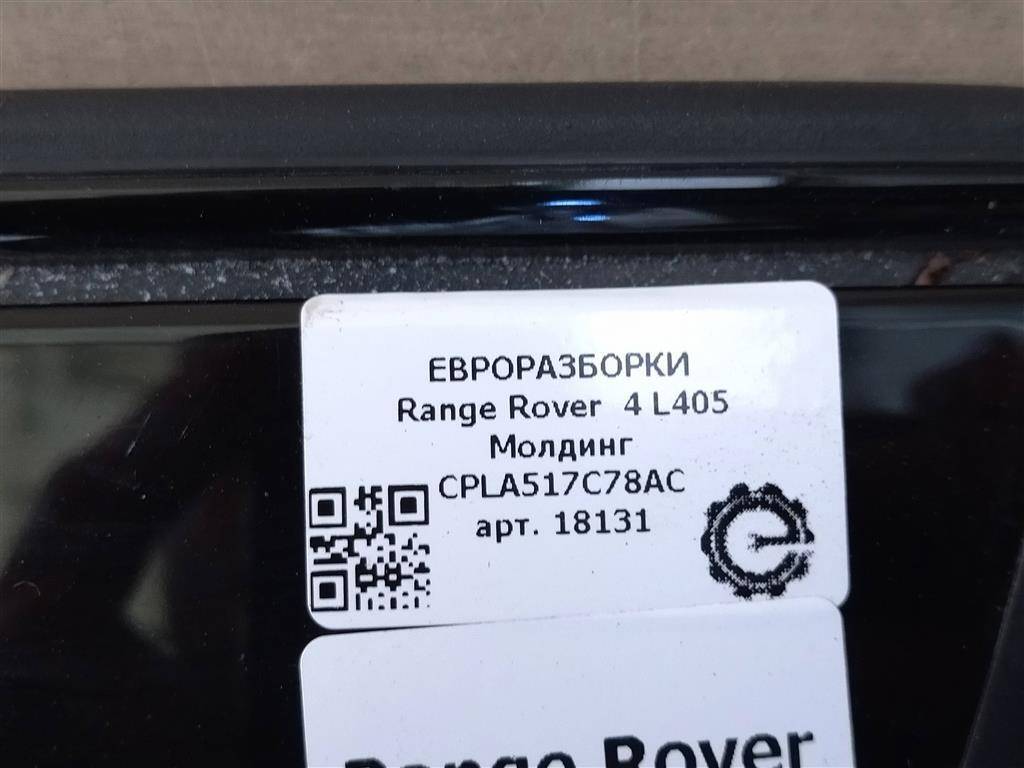 ЕВРОРАЗБОРКИ
Range Rover 4 L405
Молдинг
CPLA517C78AC
арт. 18131
Range Rover